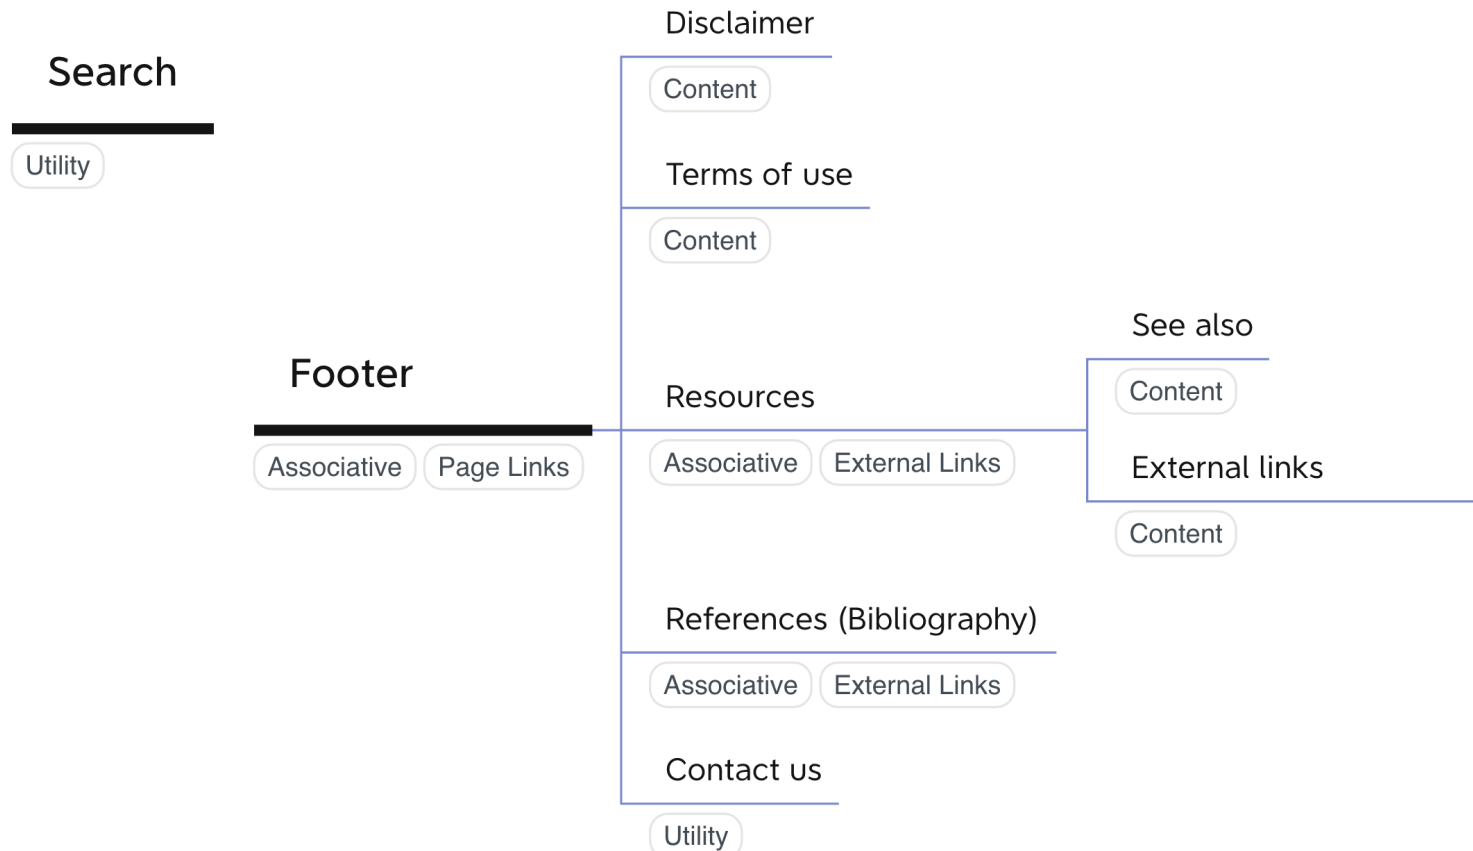 Search
Utility
Footer
Associative Page Links
Disclaimer
Content
Terms of use
Content
Resources
Associative External Links
See also
Content
External links
Content
References (Bibliography)
Associative External Links
Contact us
Utility